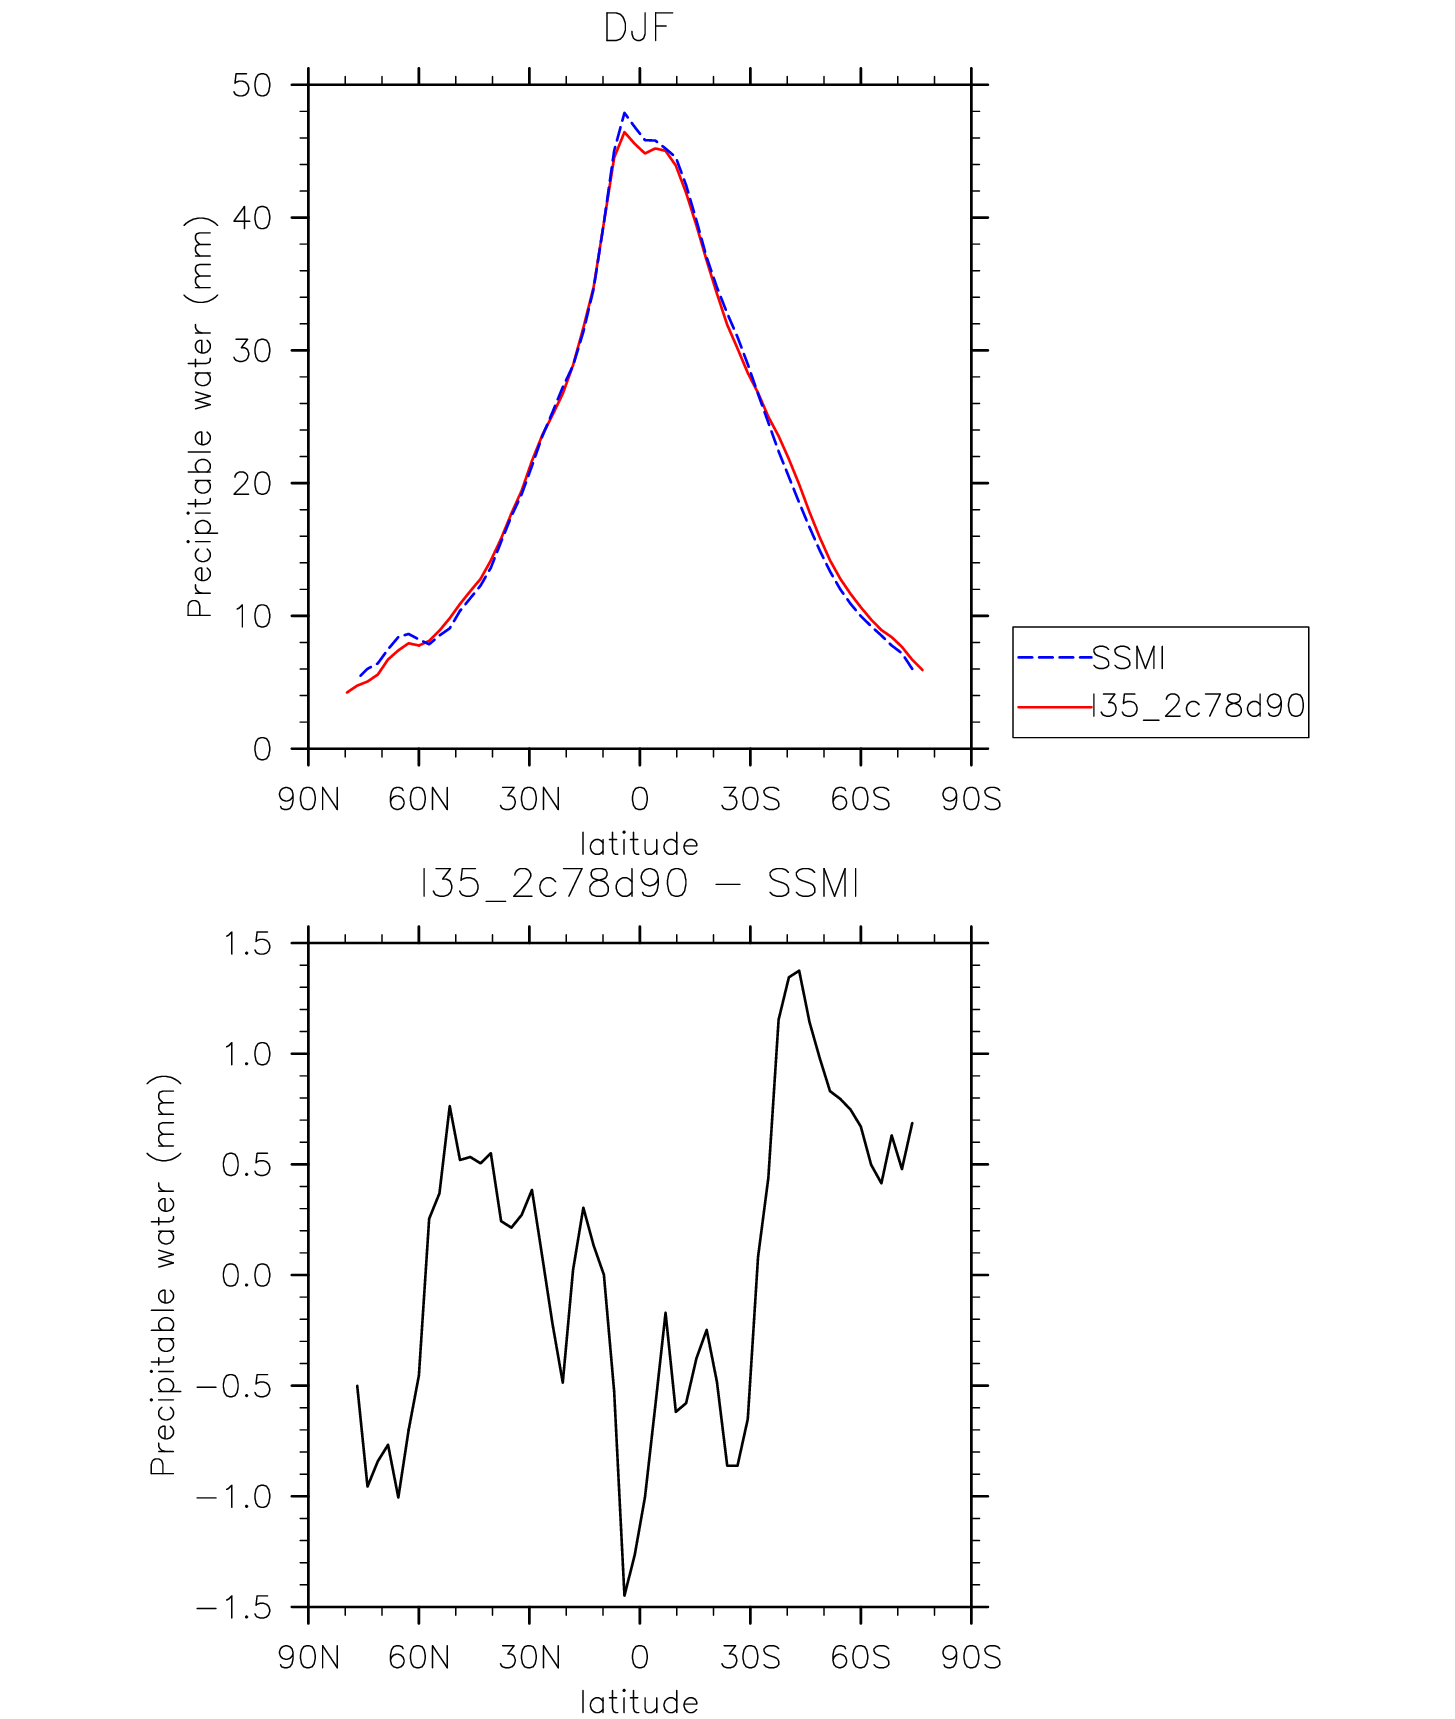 DJF
50
40
30
20
10
0
Precipitable water (mm)
90N 60N 30N 0 30S 60S 90S
latitude
SSMI
I35_2c78d90
I35_2c78d90 − SSMI
1.5
1.0
0.5
0.0
−0.5
−1.0
−1.5
Precipitable water (mm)
90N 60N 30N 0 30S 60S 90S
latitude